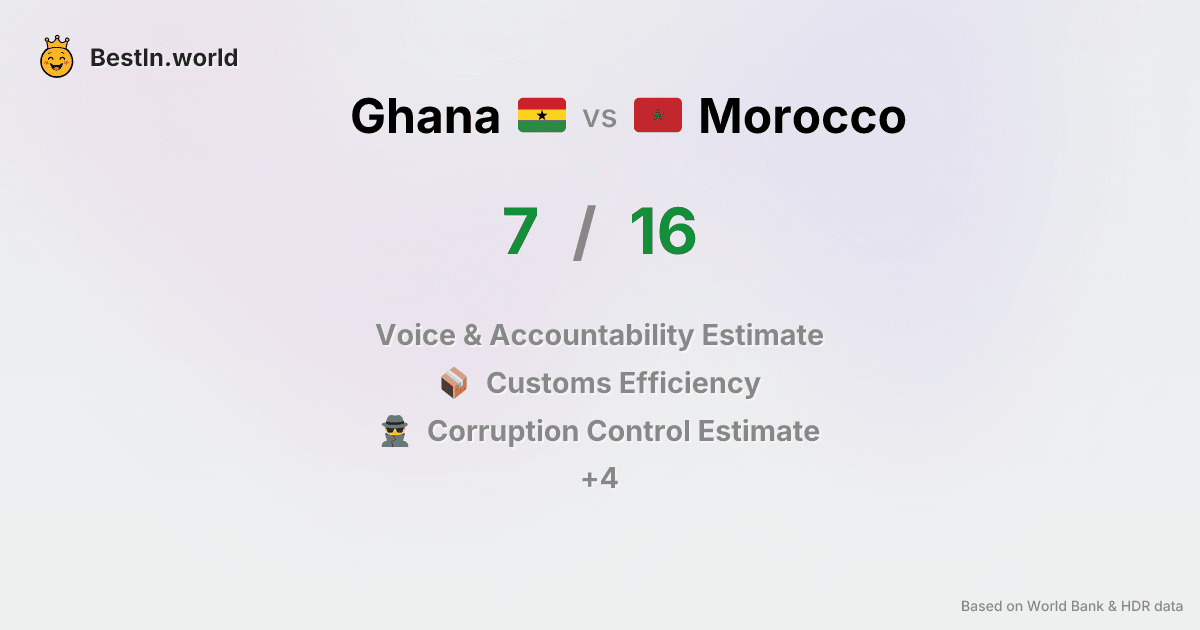 BestIn.world
Ghana vs Morocco
7 / 16
Voice & Accountability Estimate
Customs Efficiency
Corruption Control Estimate
+4
Based on World Bank & HDR data